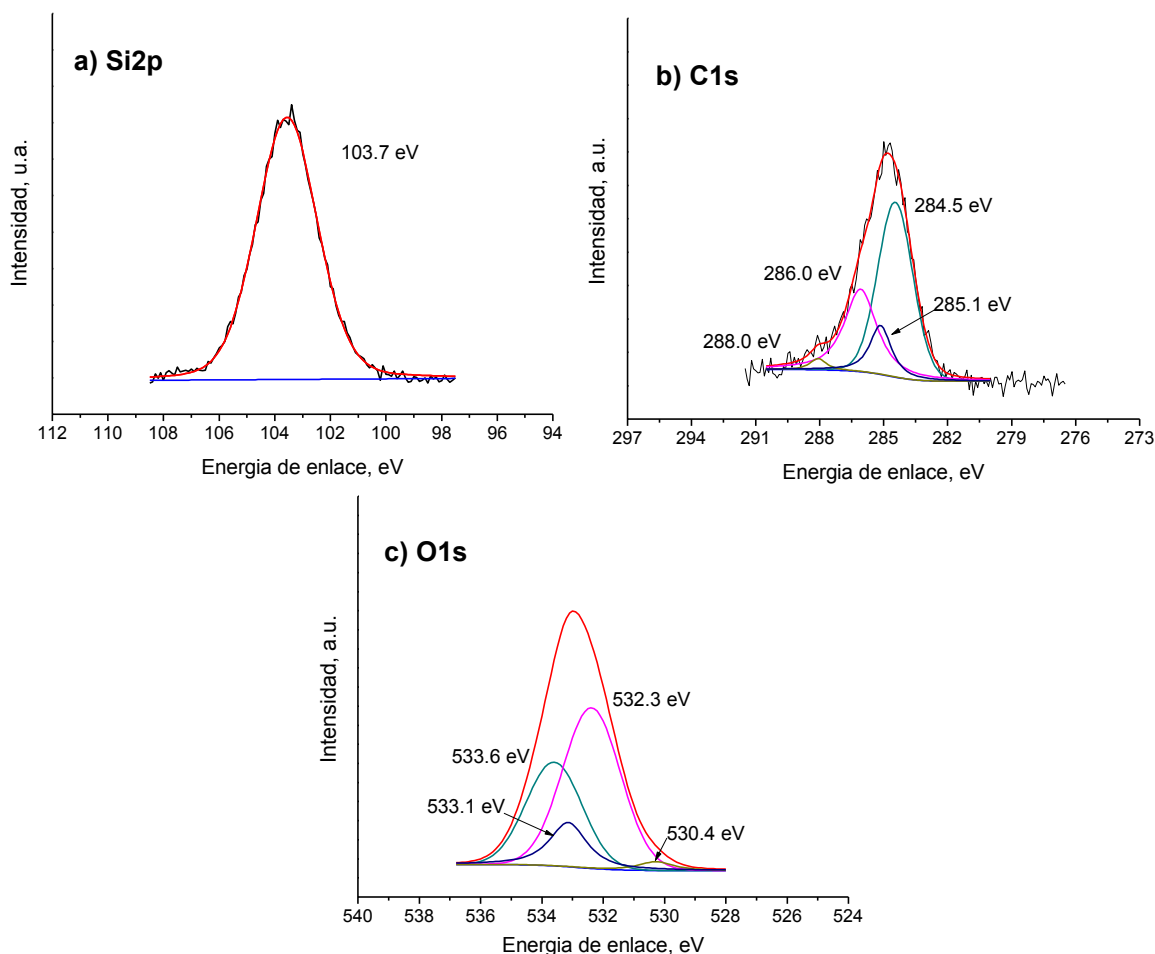 a) Si2p
103.7 eV
Intensidad, u.a.
112 110 108 106 104 102 100 98 96 94
Energia de enlace, eV
b) C1s
284.5 eV
286.0 eV
285.1 eV
288.0 eV
Intensidad, a.u.
297 294 291 288 285 282 279 276 273
Energia de enlace, eV
c) O1s
532.3 eV
533.6 eV
533.1 eV
530.4 eV
Intensidad, a.u.
540 538 536 534 532 530 528 526 524
Energia de enlace, eV